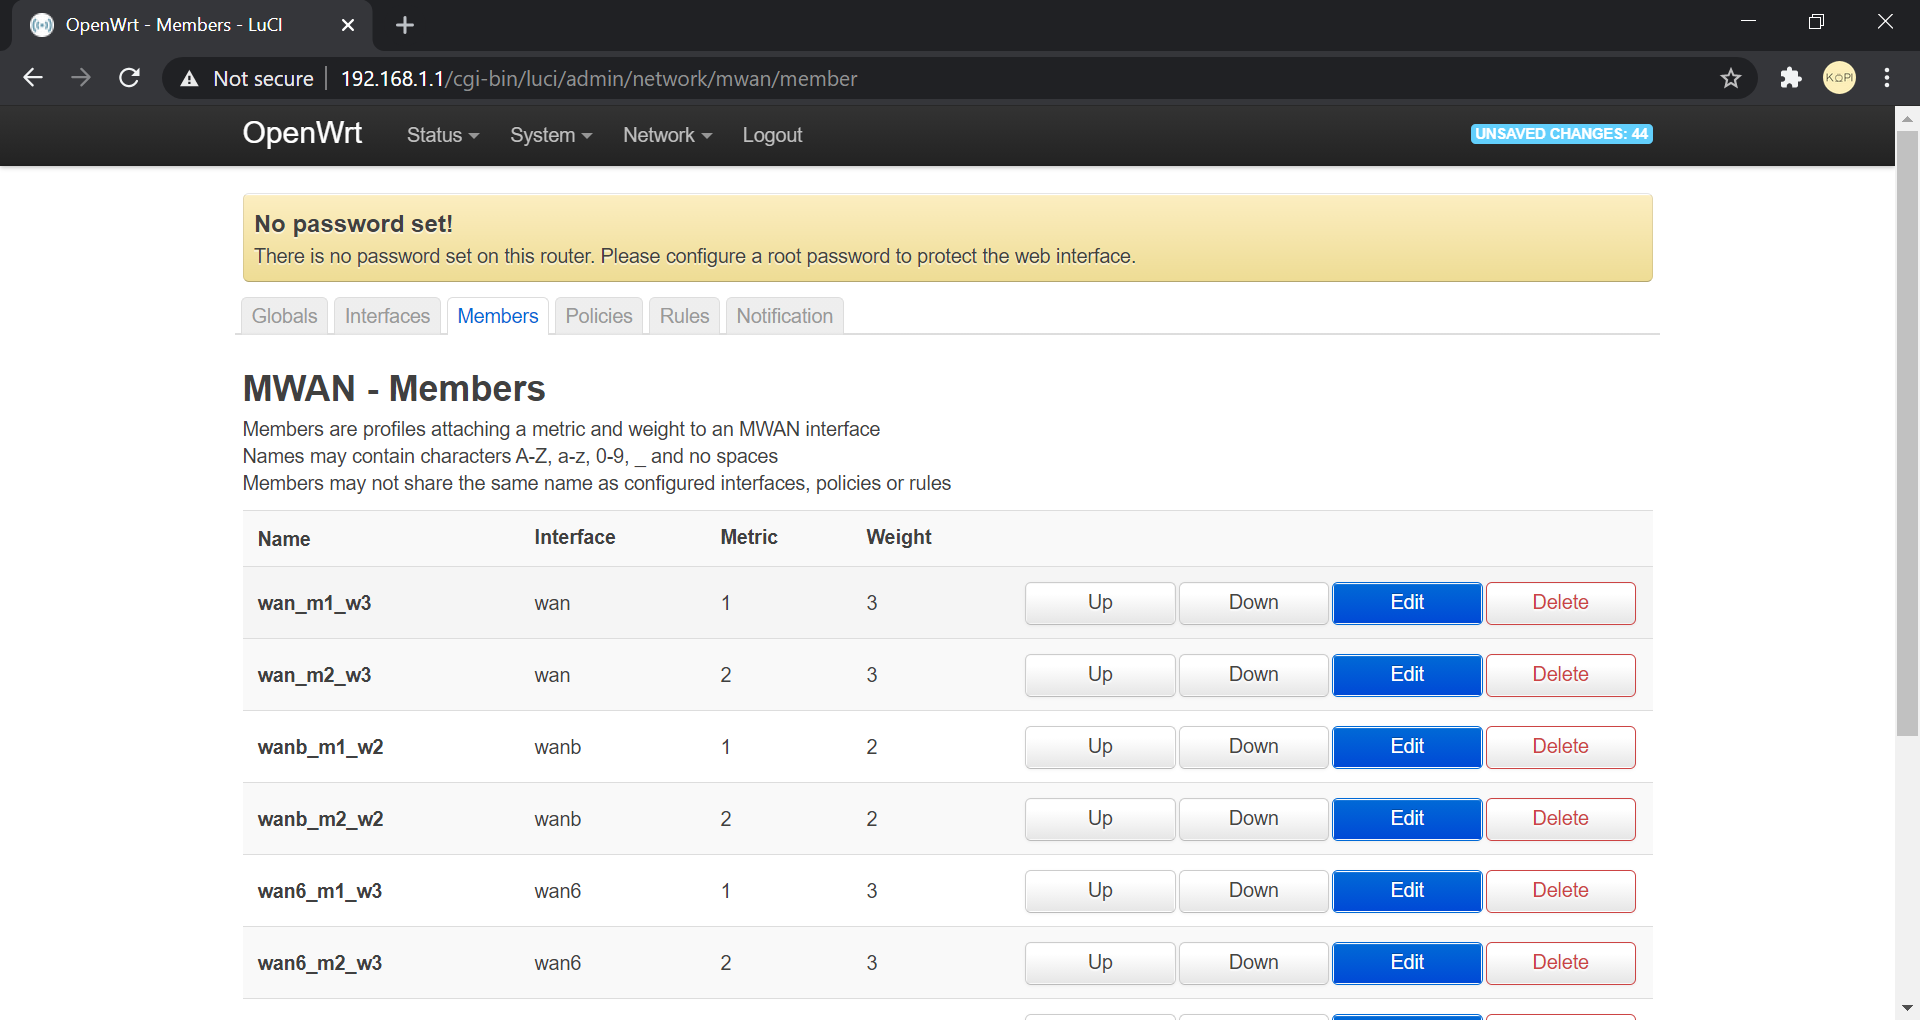 OpenWrt - Members - LuCI
Not secure | 192.168.1.1/cgi-bin/luci/admin/network/mwan/member
KOPI
OpenWrt Status System Network Logout UNSAVED CHANGES: 44
No password set!
There is no password set on this router. Please configure a root password to protect the web interface.
Globals Interfaces Members Policies Rules Notification
MWAN - Members
Members are profiles attaching a metric and weight to an MWAN interface
Names may contain characters A-Z, a-z, 0-9, _ and no spaces
Members may not share the same name as configured interfaces, policies or rules
Name Interface Metric Weight
wan_m1_w3 wan 1 3 Up Down Edit Delete
wan_m2_w3 wan 2 3 Up Down Edit Delete
wanb_m1_w2 wanb 1 2 Up Down Edit Delete
wanb_m2_w2 wanb 2 2 Up Down Edit Delete
wan6_m1_w3 wan6 1 3 Up Down Edit Delete
wan6_m2_w3 wan6 2 3 Up Down Edit Delete